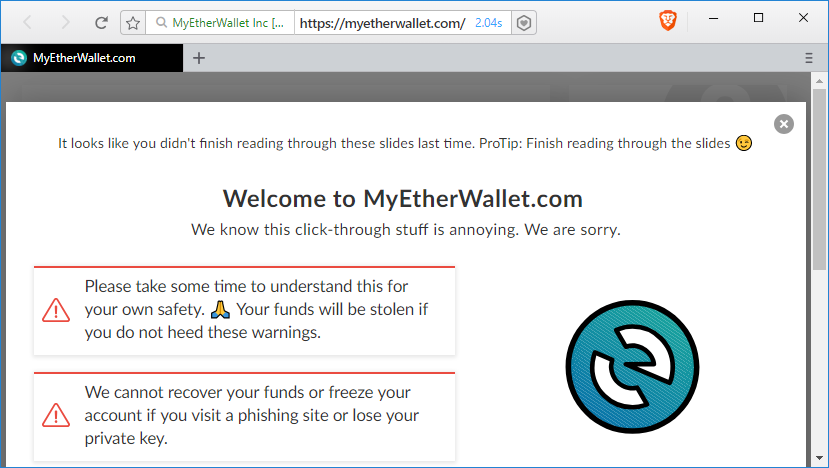 MyEtherWallet Inc [... https://myetherwallet.com/ 2.04s
MyEtherWallet.com
It looks like you didn't finish reading through these slides last time. ProTip: Finish reading through the slides 😉
Welcome to MyEtherWallet.com
We know this click-through stuff is annoying. We are sorry.
Please take some time to understand this for
your own safety. 🙏 Your funds will be stolen if
you do not heed these warnings.
We cannot recover your funds or freeze your
account if you visit a phishing site or lose your
private key.